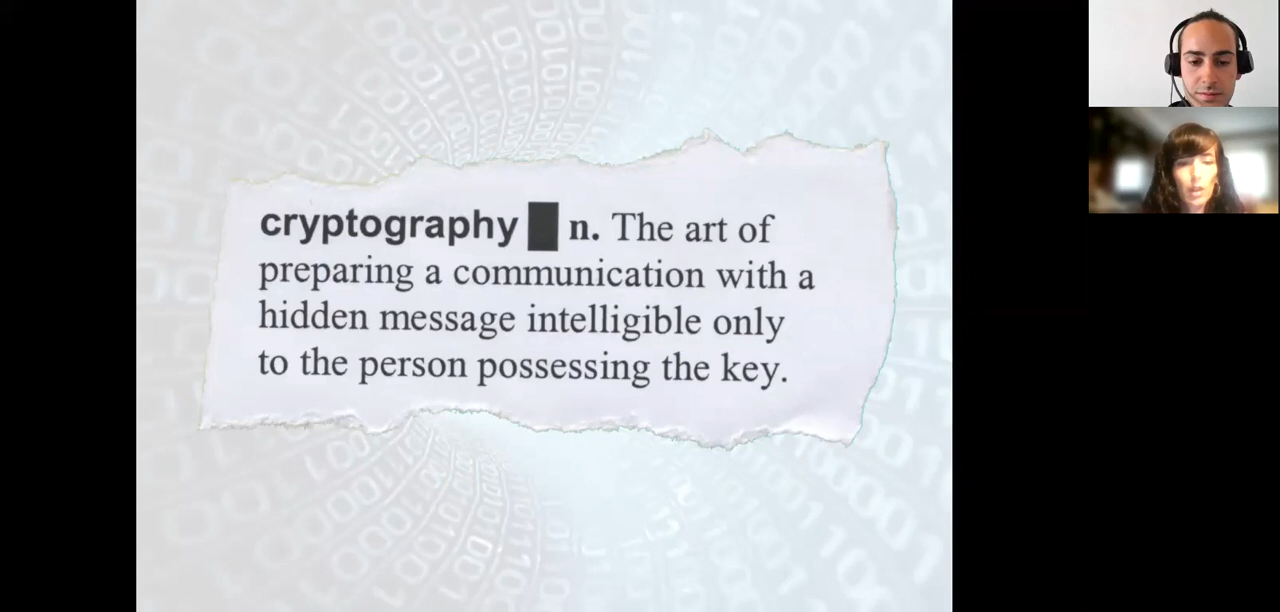 cryptography n. The art of
preparing a communication with a
hidden message intelligible only
to the person possessing the key.